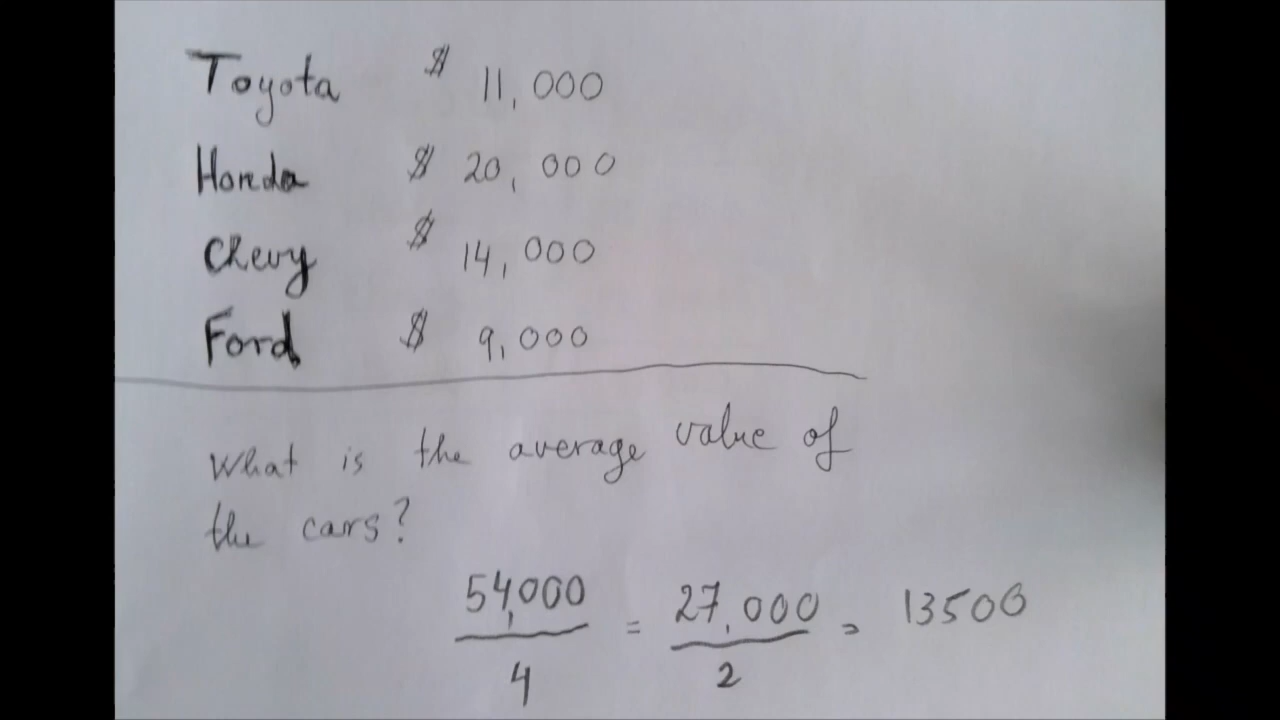 Toyota $ 11,000
Honda $ 20,000
Chevy $ 14,000
Ford $ 9,000
What is the average value of
the cars?
54,000 / 4 = 27,000 / 2 = 13500